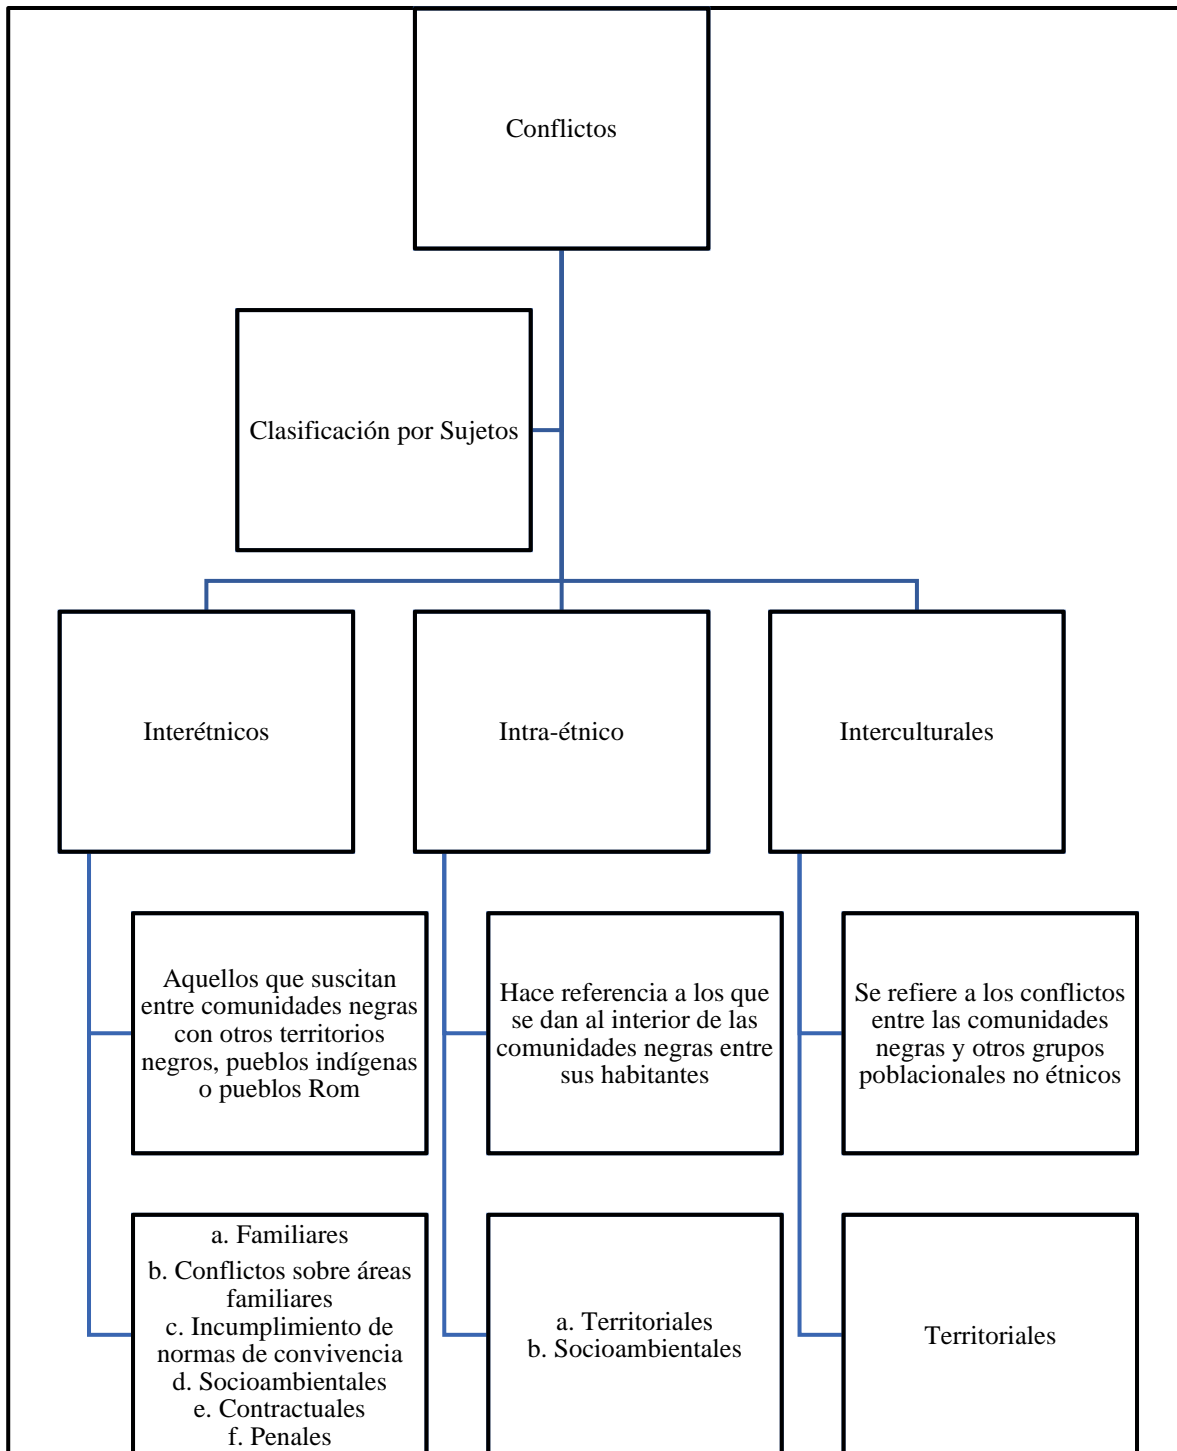 Conflictos
Clasificación por Sujetos
Interétnicos
Intra-étnico
Interculturales
Aquellos que suscitan
entre comunidades negras
con otros territorios
negros, pueblos indígenas
o pueblos Rom
Hace referencia a los que
se dan al interior de las
comunidades negras entre
sus habitantes
Se refiere a los conflictos
entre las comunidades
negras y otros grupos
poblacionales no étnicos
a. Familiares
b. Conflictos sobre áreas
familiares
c. Incumplimiento de
normas de convivencia
d. Socioambientales
e. Contractuales
f. Penales
a. Territoriales
b. Socioambientales
Territoriales